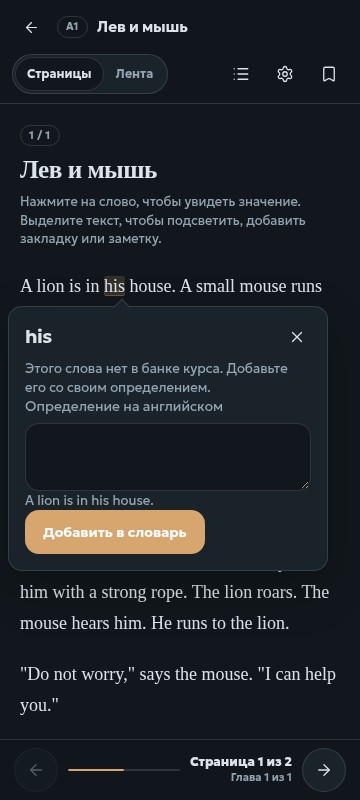 A1
Лев и мышь
Страницы
Лента
1 / 1
Лев и мышь
Нажмите на слово, чтобы увидеть значение.
Выделите текст, чтобы подсветить, добавить
закладку или заметку.
A lion is in his house. A small mouse runs
his
Этого слова нет в банке курса. Добавьте
его со своим определением.
Определение на английском
A lion is in his house.
Добавить в словарь
him with a strong rope. The lion roars. The
mouse hears him. He runs to the lion.
"Do not worry," says the mouse. "I can help
you."
Страница 1 из 2
Глава 1 из 1